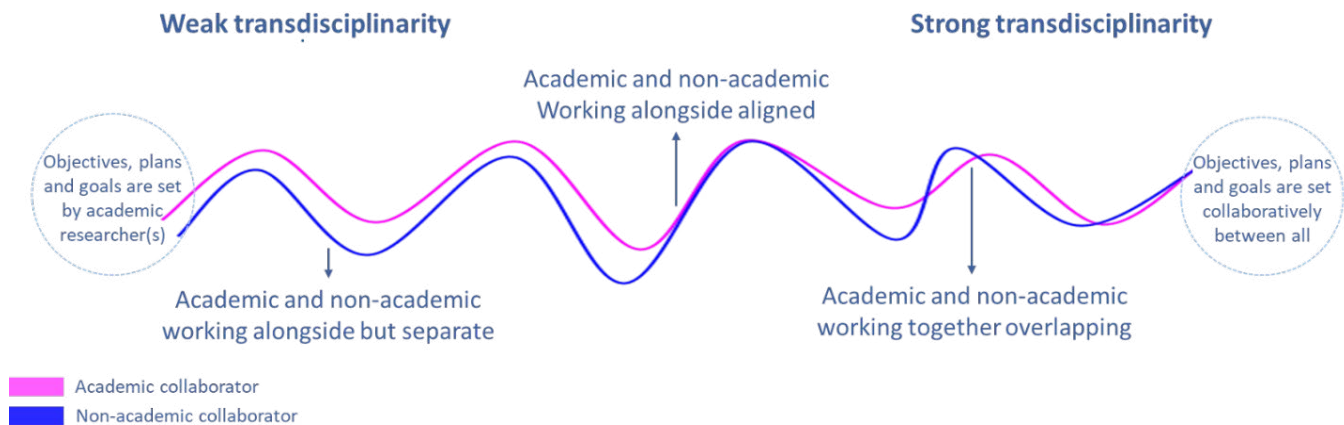 Weak transdisciplinarity
Strong transdisciplinarity
Academic and non-academic
Working alongside aligned
Objectives, plans
and goals are set
by academic
researcher(s)
Objectives, plans
and goals are set
collaboratively
between all
Academic and non-academic
working alongside but separate
Academic and non-academic
working together overlapping
Academic collaborator
Non-academic collaborator